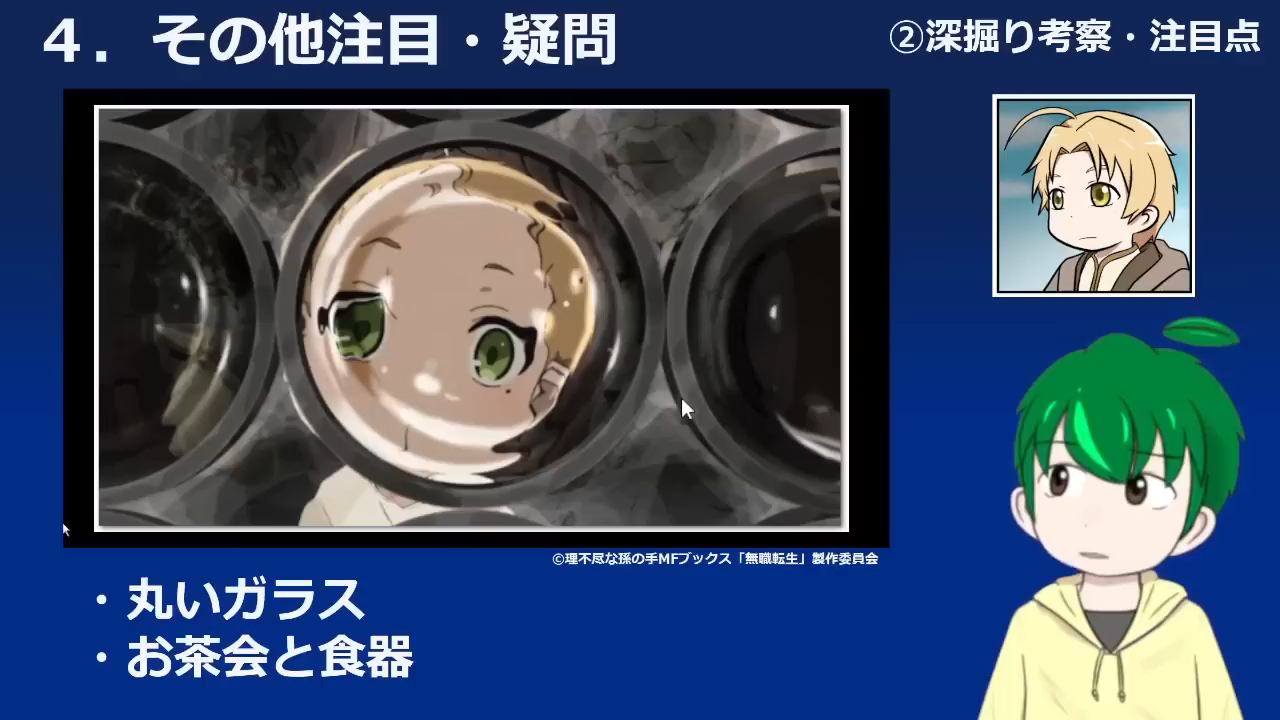 ４．その他注目・疑問
②深掘り考察・注目点
©理不尽な孫の手MFブックス「無職転生」製作委員会
・丸いガラス
・お茶会と食器